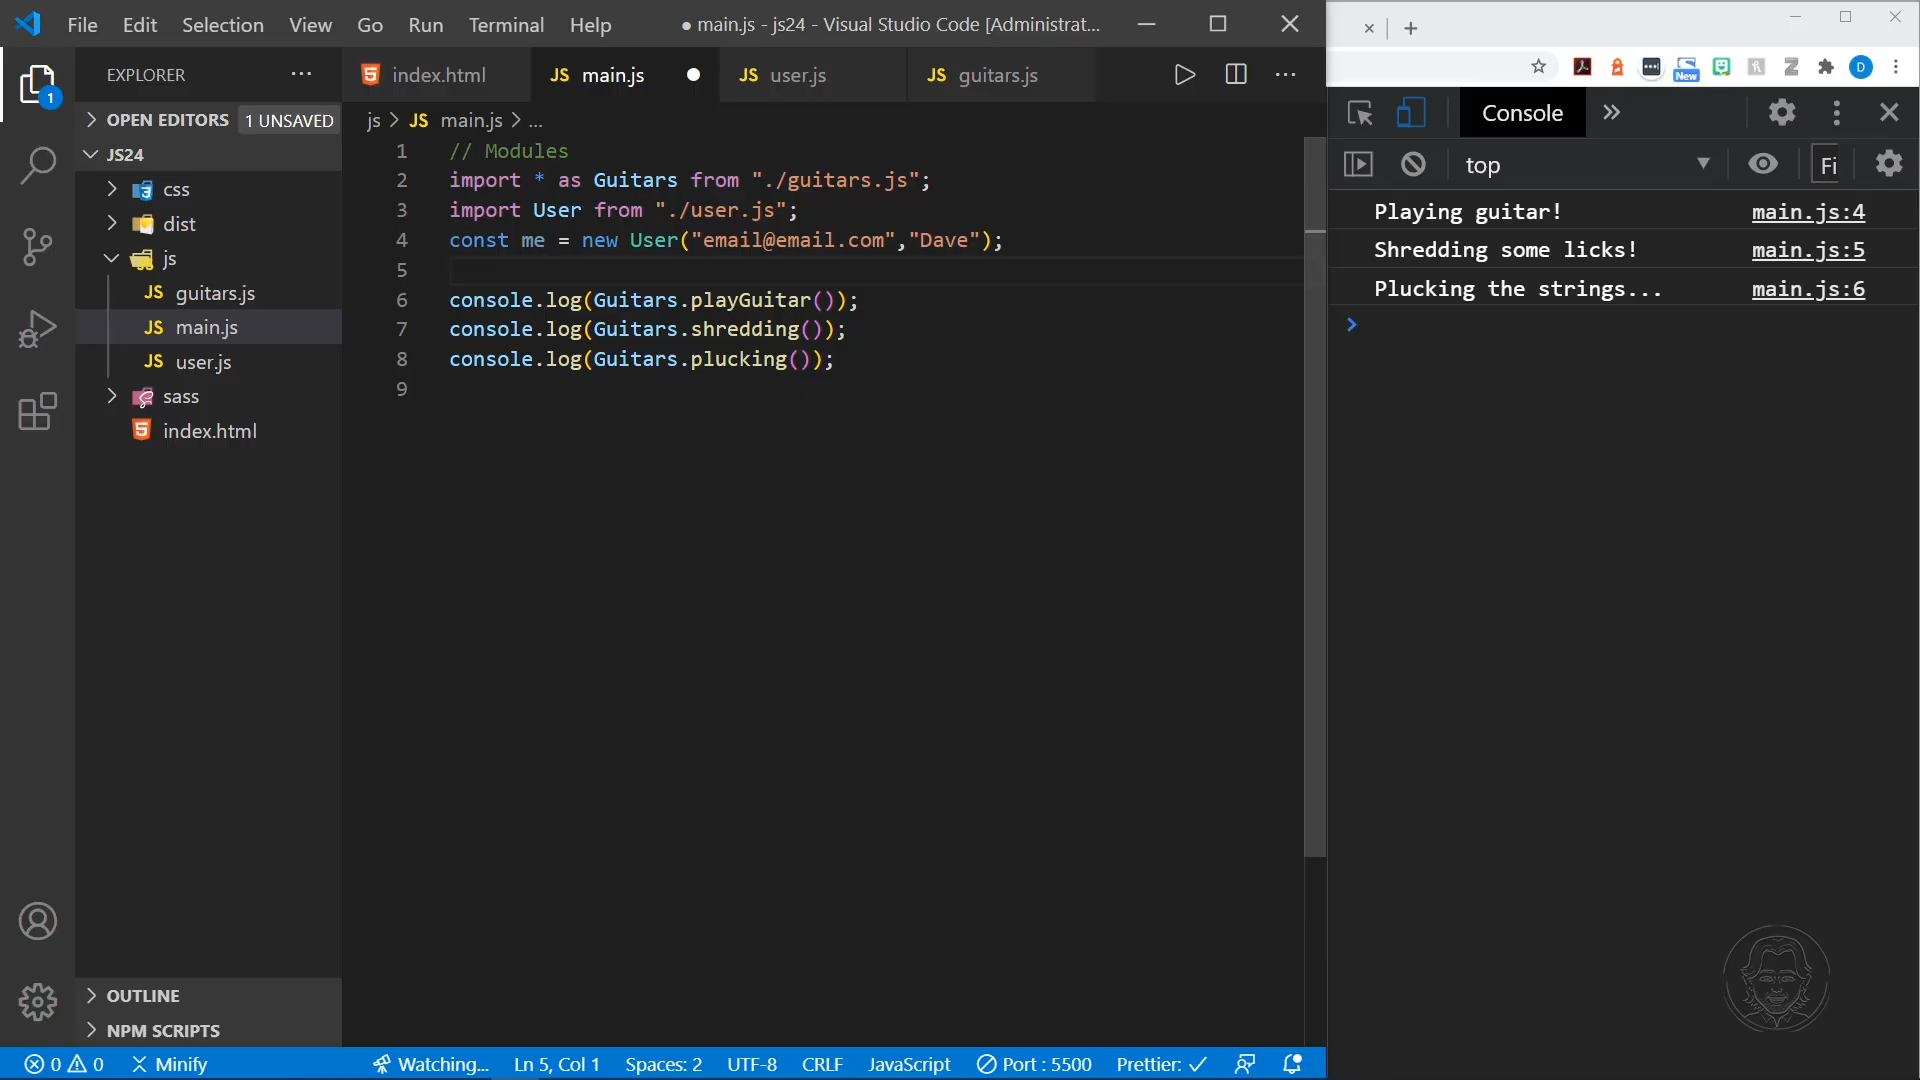 File Edit Selection View Go Run Terminal Help ● main.js - js24 - Visual Studio Code [Administrat...
EXPLORER ···
index.html
JS main.js
JS user.js
JS guitars.js
1
OPEN EDITORS 1 UNSAVED
JS24
css
dist
js
JS guitars.js
JS main.js
JS user.js
sass
index.html
OUTLINE
NPM SCRIPTS
js > JS main.js > ...
1 // Modules
2 import * as Guitars from "./guitars.js";
3 import User from "./user.js";
4 const me = new User("email@email.com","Dave");
5
6 console.log(Guitars.playGuitar());
7 console.log(Guitars.shredding());
8 console.log(Guitars.plucking());
9
0 0 Minify Watching... Ln 5, Col 1 Spaces: 2 UTF-8 CRLF JavaScript Port : 5500 Prettier: ✓
New
D
Console
top Fi
Playing guitar! main.js:4
Shredding some licks! main.js:5
Plucking the strings... main.js:6